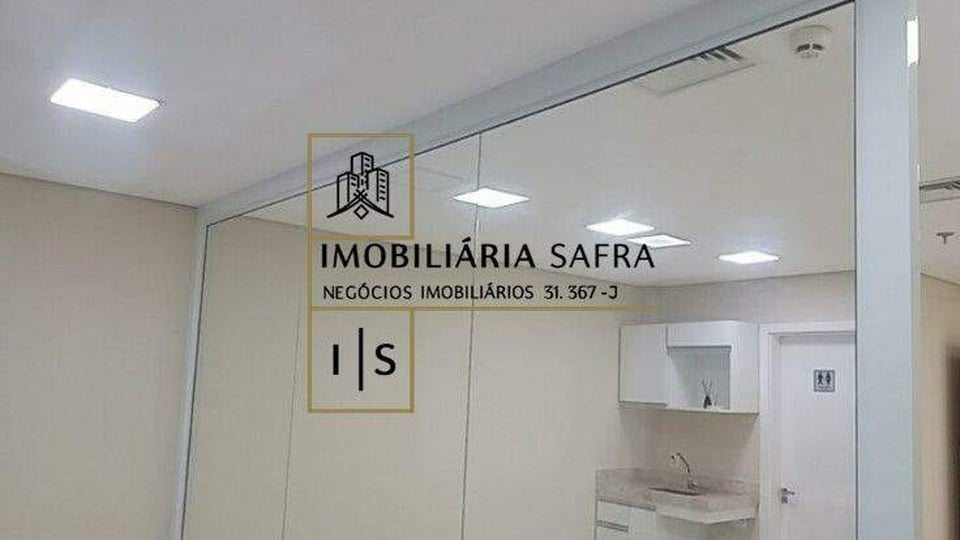 IMOBILIÁRIA SAFRA
NEGÓCIOS IMOBILIÁRIOS 31.367-J
I|S